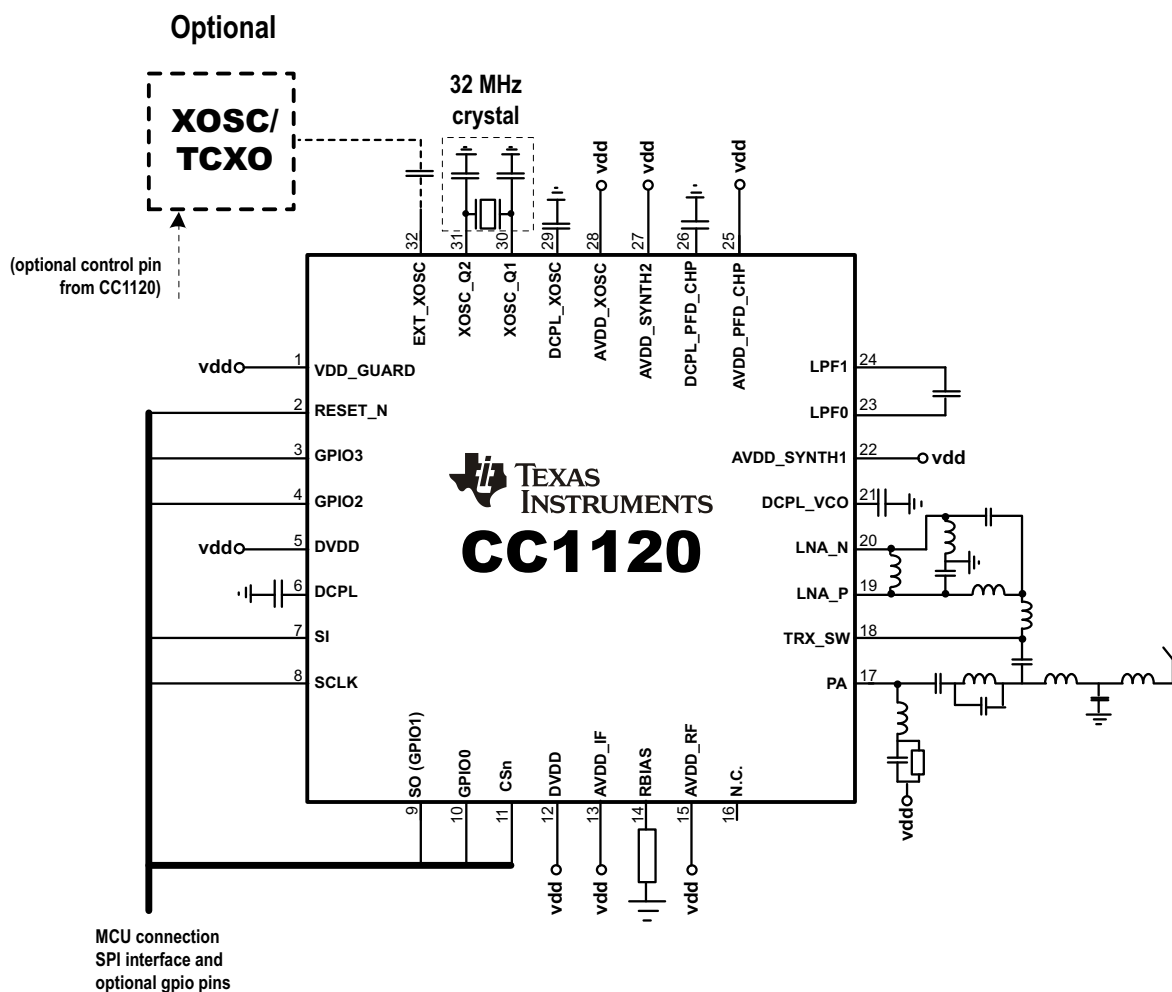 Optional
XOSC/
TCXO
32 MHz
crystal
(optional control pin
from CC1120)
vdd
vdd
vdd
32
31
30
29
28
27
26
25
EXT_XOSC
XOSC_Q2
XOSC_Q1
DCPL_XOSC
AVDD_XOSC
AVDD_SYNTH2
DCPL_PFD_CHP
AVDD_PFD_CHP
vdd
1
VDD_GUARD
2
RESET_N
3
GPIO3
4
GPIO2
vdd
5
DVDD
6
DCPL
7
SI
8
SCLK
TEXAS
INSTRUMENTS
CC1120
LPF1
24
LPF0
23
AVDD_SYNTH1
22
vdd
DCPL_VCO
21
LNA_N
20
LNA_P
19
TRX_SW
18
PA
17
vdd
SO (GPIO1)
GPIO0
CSn
DVDD
AVDD_IF
RBIAS
AVDD_RF
N.C.
9
10
11
12
13
14
15
16
vdd
vdd
vdd
MCU connection
SPI interface and
optional gpio pins